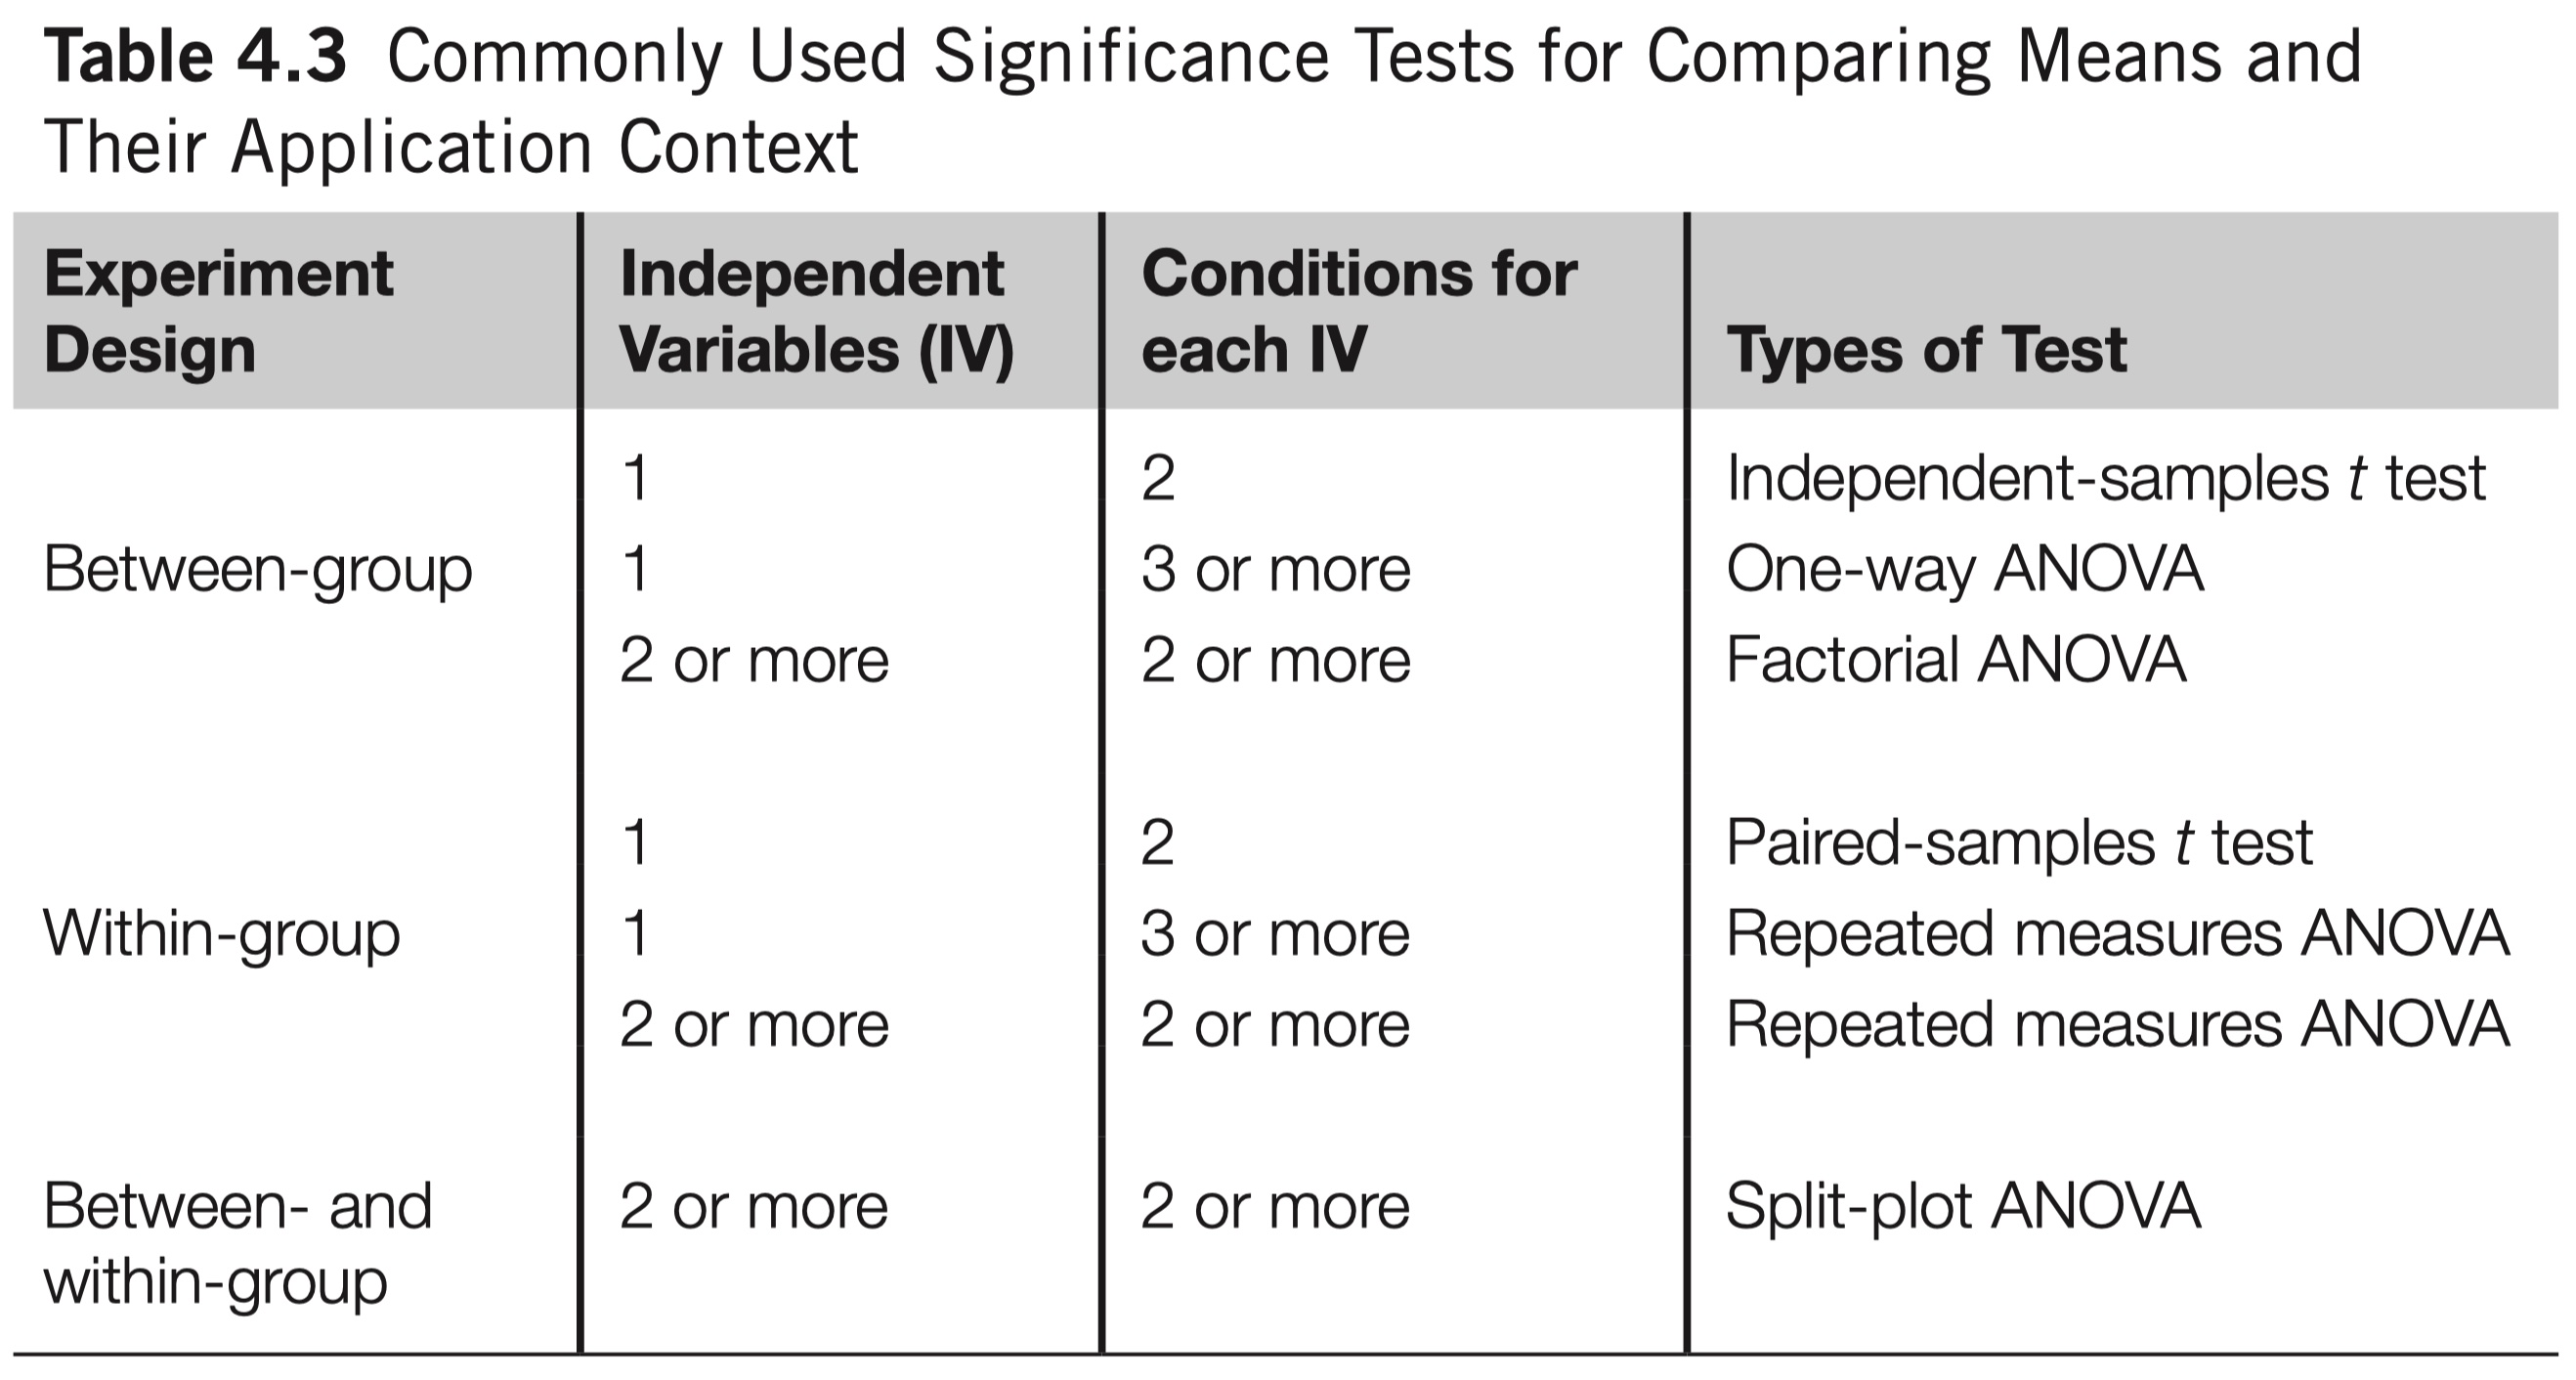 Table 4.3 Commonly Used Significance Tests for Comparing Means and
Their Application Context
Experiment Design Independent Variables (IV) Conditions for each IV Types of Test
1 2 Independent-samples t test
Between-group 1 3 or more One-way ANOVA
2 or more 2 or more Factorial ANOVA
1 2 Paired-samples t test
Within-group 1 3 or more Repeated measures ANOVA
2 or more 2 or more Repeated measures ANOVA
Between- and 2 or more 2 or more Split-plot ANOVA
within-group